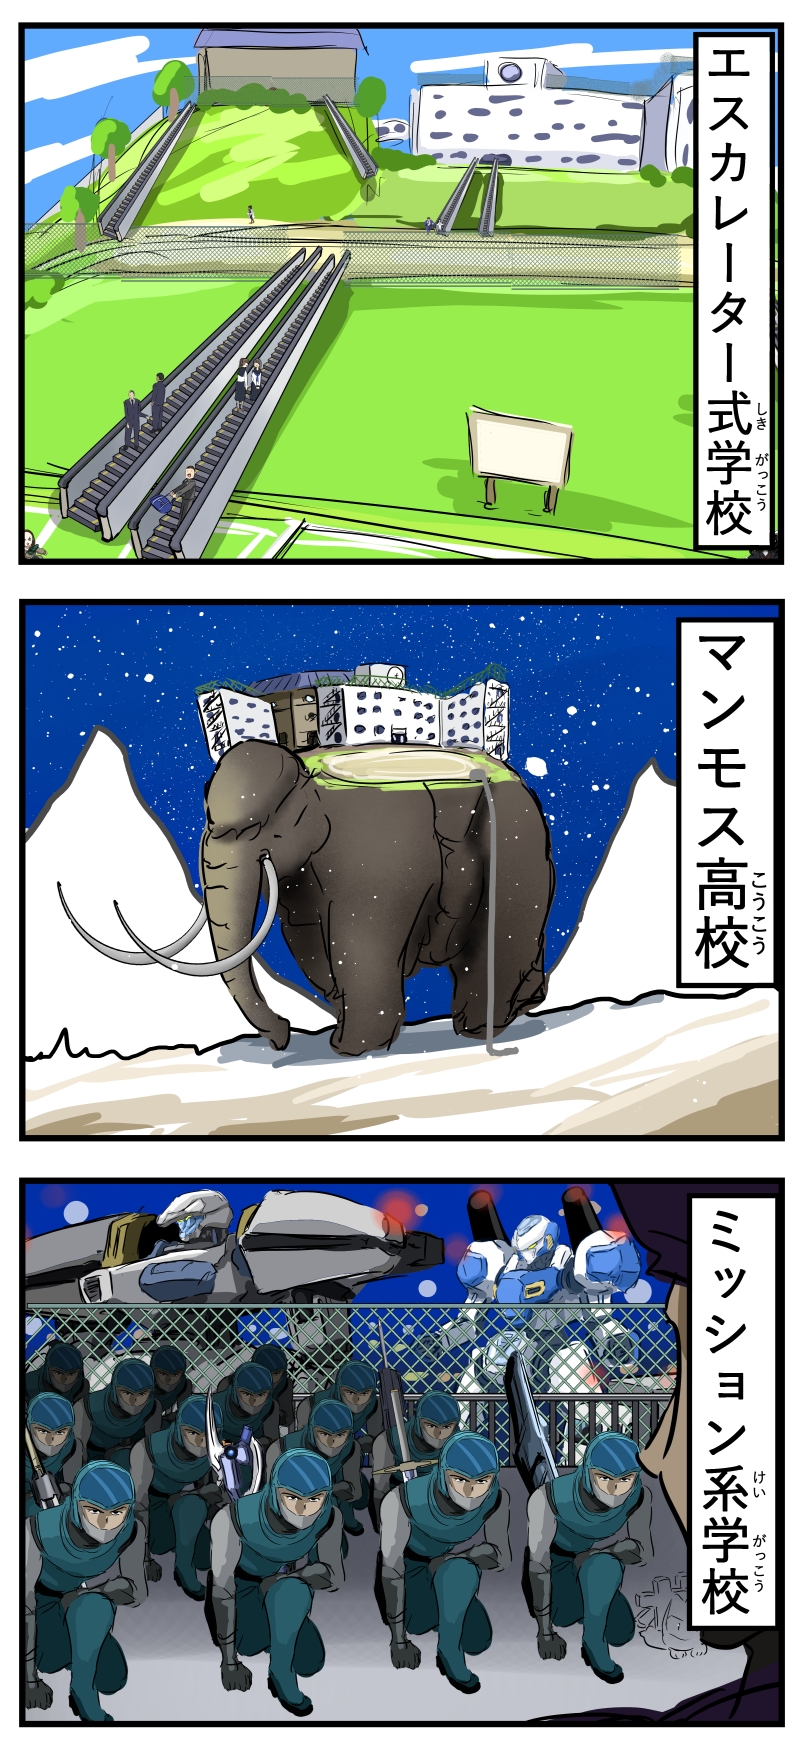 エスカレーター式学校
しき
がっこう
マンモス高校
こうこう
ミッション系学校
けい
がっこう